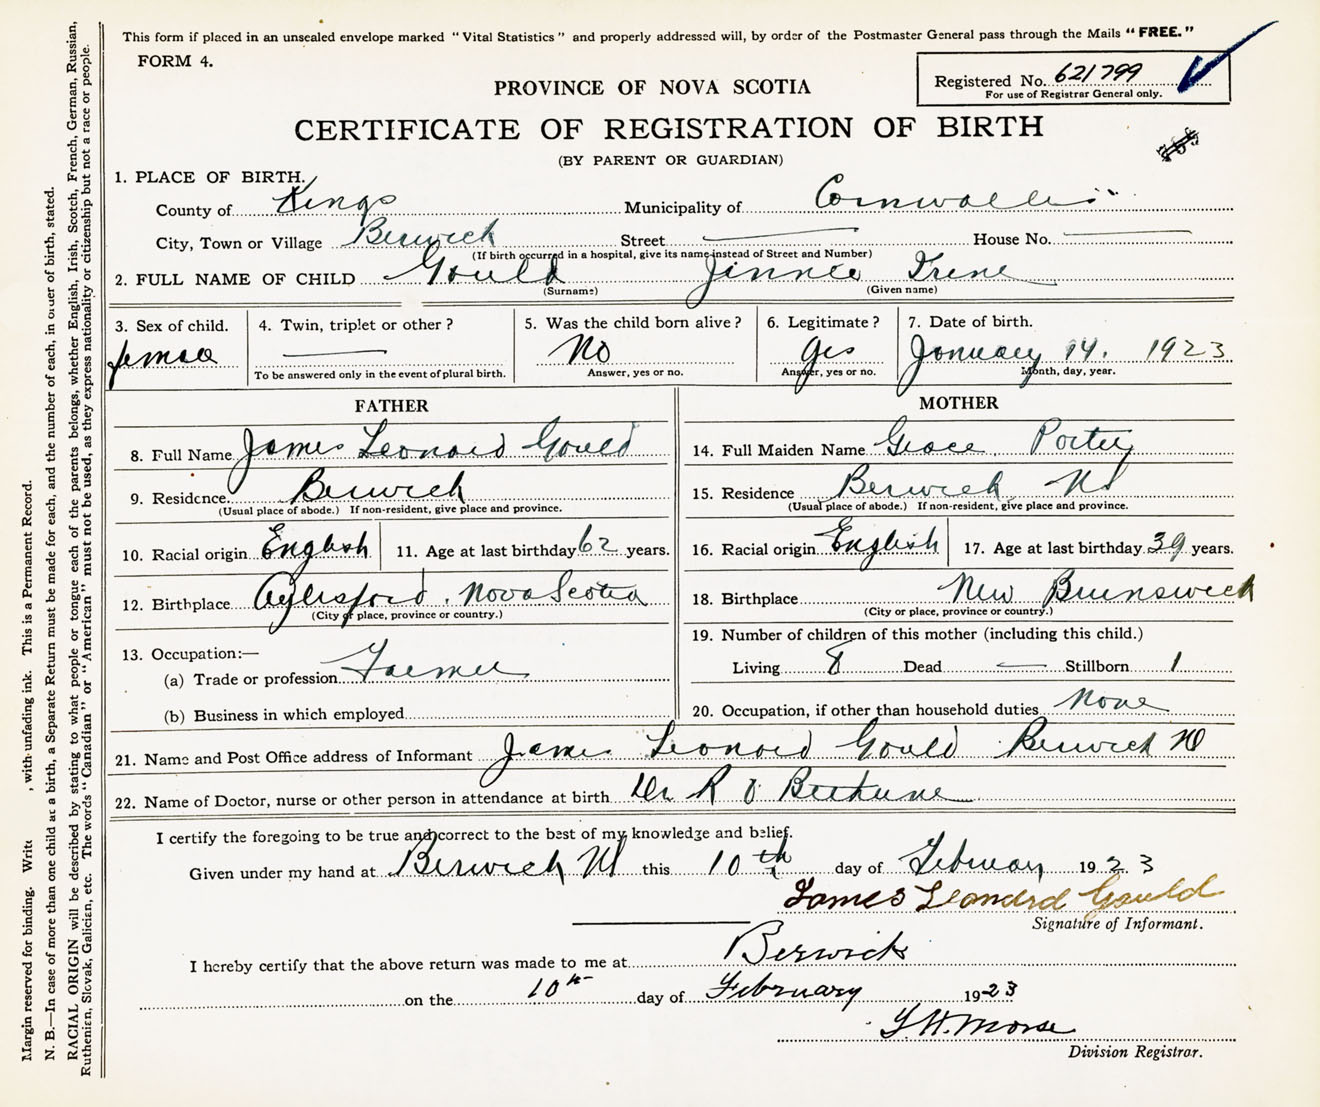 This form if placed in an unsealed envelope marked "Vital Statistics" and properly addressed will, by order of the Postmaster General pass through the Mails "FREE."
FORM 4.
Registered No. 621799
For use of Registrar General only.
PROVINCE OF NOVA SCOTIA
CERTIFICATE OF REGISTRATION OF BIRTH
(BY PARENT OR GUARDIAN)
1. PLACE OF BIRTH.
County of Kings Municipality of Cornwallis
City, Town or Village Berwick Street House No.
(If birth occurred in a hospital, give its name instead of Street and Number)
2. FULL NAME OF CHILD Gould Jinnee Irene
(Surname) (Given name)
3. Sex of child. 4. Twin, triplet or other? 5. Was the child born alive? 6. Legitimate? 7. Date of birth.
female No yes January 14. 1923
To be answered only in the event of plural birth. Answer, yes or no. Answer, yes or no. Month, day, year.
FATHER
8. Full Name James Leonard Gould
9. Residence. Berwick
(Usual place of abode.) If non-resident, give place and province.
10. Racial origin English 11. Age at last birthday 62 years.
12. Birthplace Aylesford, Nova Scotia
(City or place, province or country.)
13. Occupation:—
(a) Trade or profession Farmer
(b) Business in which employed
MOTHER
14. Full Maiden Name Grace Porter
15. Residence Berwick NS
(Usual place of abode.) If non-resident, give place and province.
16. Racial origin English 17. Age at last birthday 39 years.
18. Birthplace New Brunswick
(City or place, province or country.)
19. Number of children of this mother (including this child.)
Living 8 Dead — Stillborn 1
20. Occupation, if other than household duties None
21. Name and Post Office address of Informant James Leonard Gould Berwick NS
22. Name of Doctor, nurse or other person in attendance at birth Dr R O Bethune
I certify the foregoing to be true and correct to the best of my knowledge and belief.
Given under my hand at Berwick NS this 10th day of February 1923
James Leonard Gould
Signature of Informant.
I hereby certify that the above return was made to me at Berwick
on the 10th day of February 1923
Morse
Division Registrar.
Margin reserved for binding. Writt , with unfading ink. This is a Permanent Record.
N. B.—In case of more than one child at a birth, a Separate Return must be made for each, and the number of each, in order of birth, stated.
RACIAL ORIGIN will be described by stating to what people or tongue each of the parents belongs, whether English, Irish, Scotch, French, German, Russian,
Ruthenian, Slovak, Galician, etc. The words "Canadian" or "American" must not be used, as they express nationality or citizenship but not a race or people.